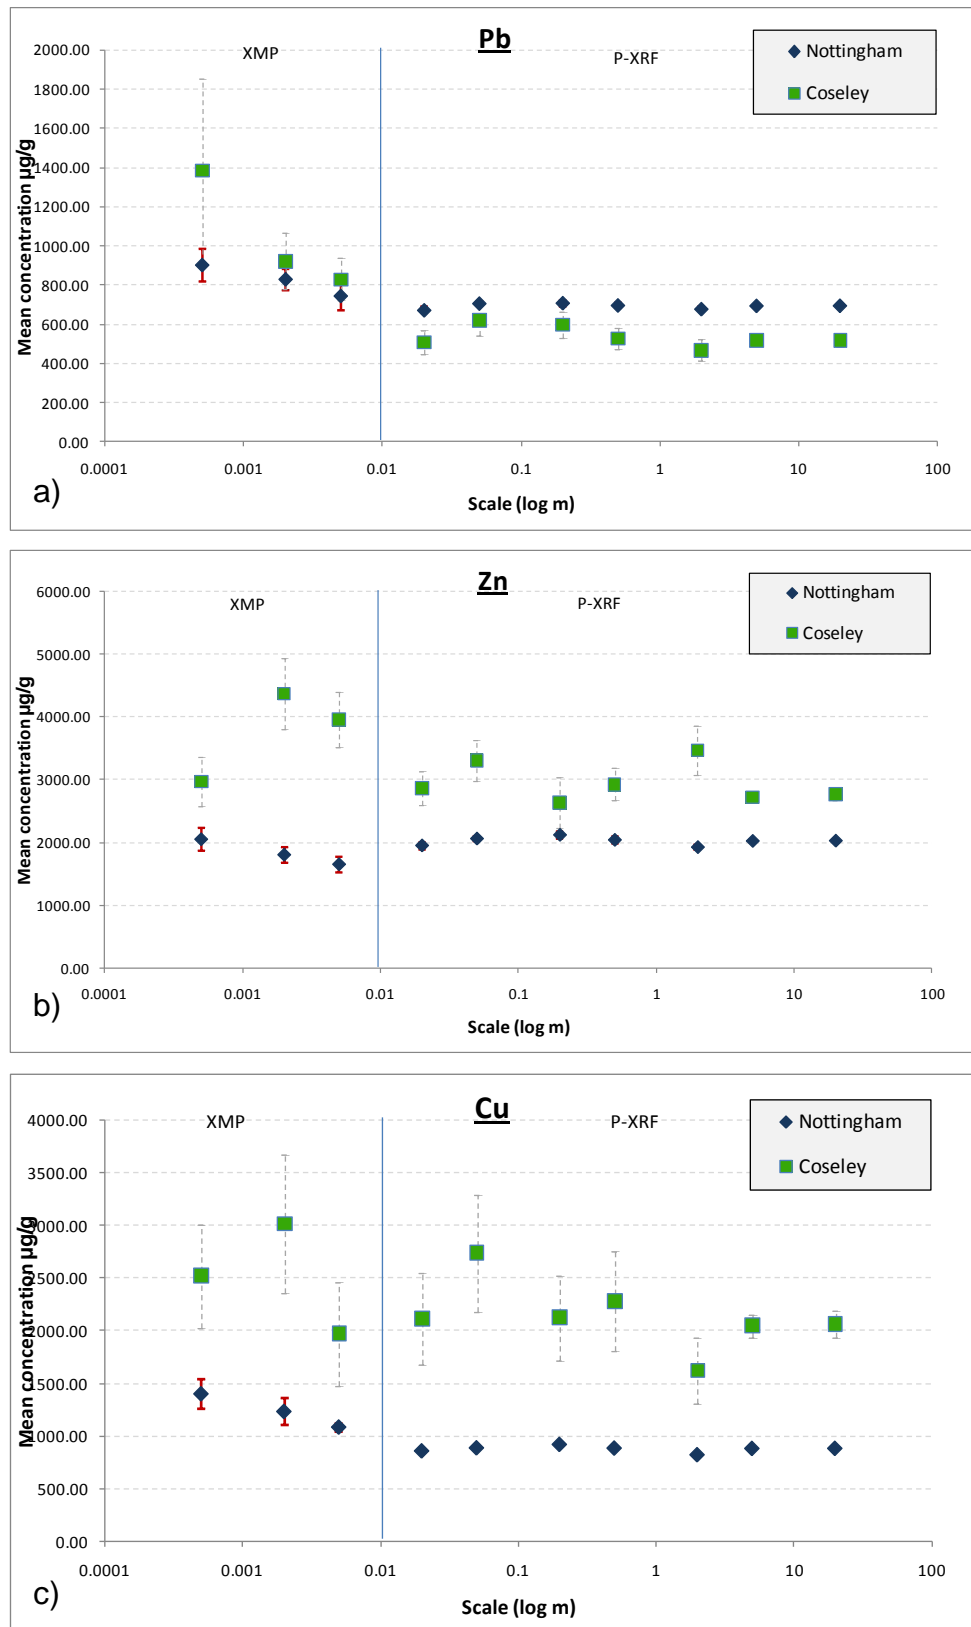 Pb
XMP
P-XRF
Nottingham
Coseley
2000.00
1800.00
1600.00
1400.00
1200.00
1000.00
800.00
600.00
400.00
200.00
0.00
Mean concentration µg/g
0.0001
0.001
0.01
0.1
1
10
100
Scale (log m)
a)
Zn
XMP
P-XRF
Nottingham
Coseley
6000.00
5000.00
4000.00
3000.00
2000.00
1000.00
0.00
Mean concentration µg/g
0.0001
0.001
0.01
0.1
1
10
100
Scale (log m)
b)
Cu
XMP
P-XRF
Nottingham
Coseley
4000.00
3500.00
3000.00
2500.00
2000.00
1500.00
1000.00
500.00
0.00
Mean concentration µg/g
0.0001
0.001
0.01
0.1
1
10
100
Scale (log m)
c)